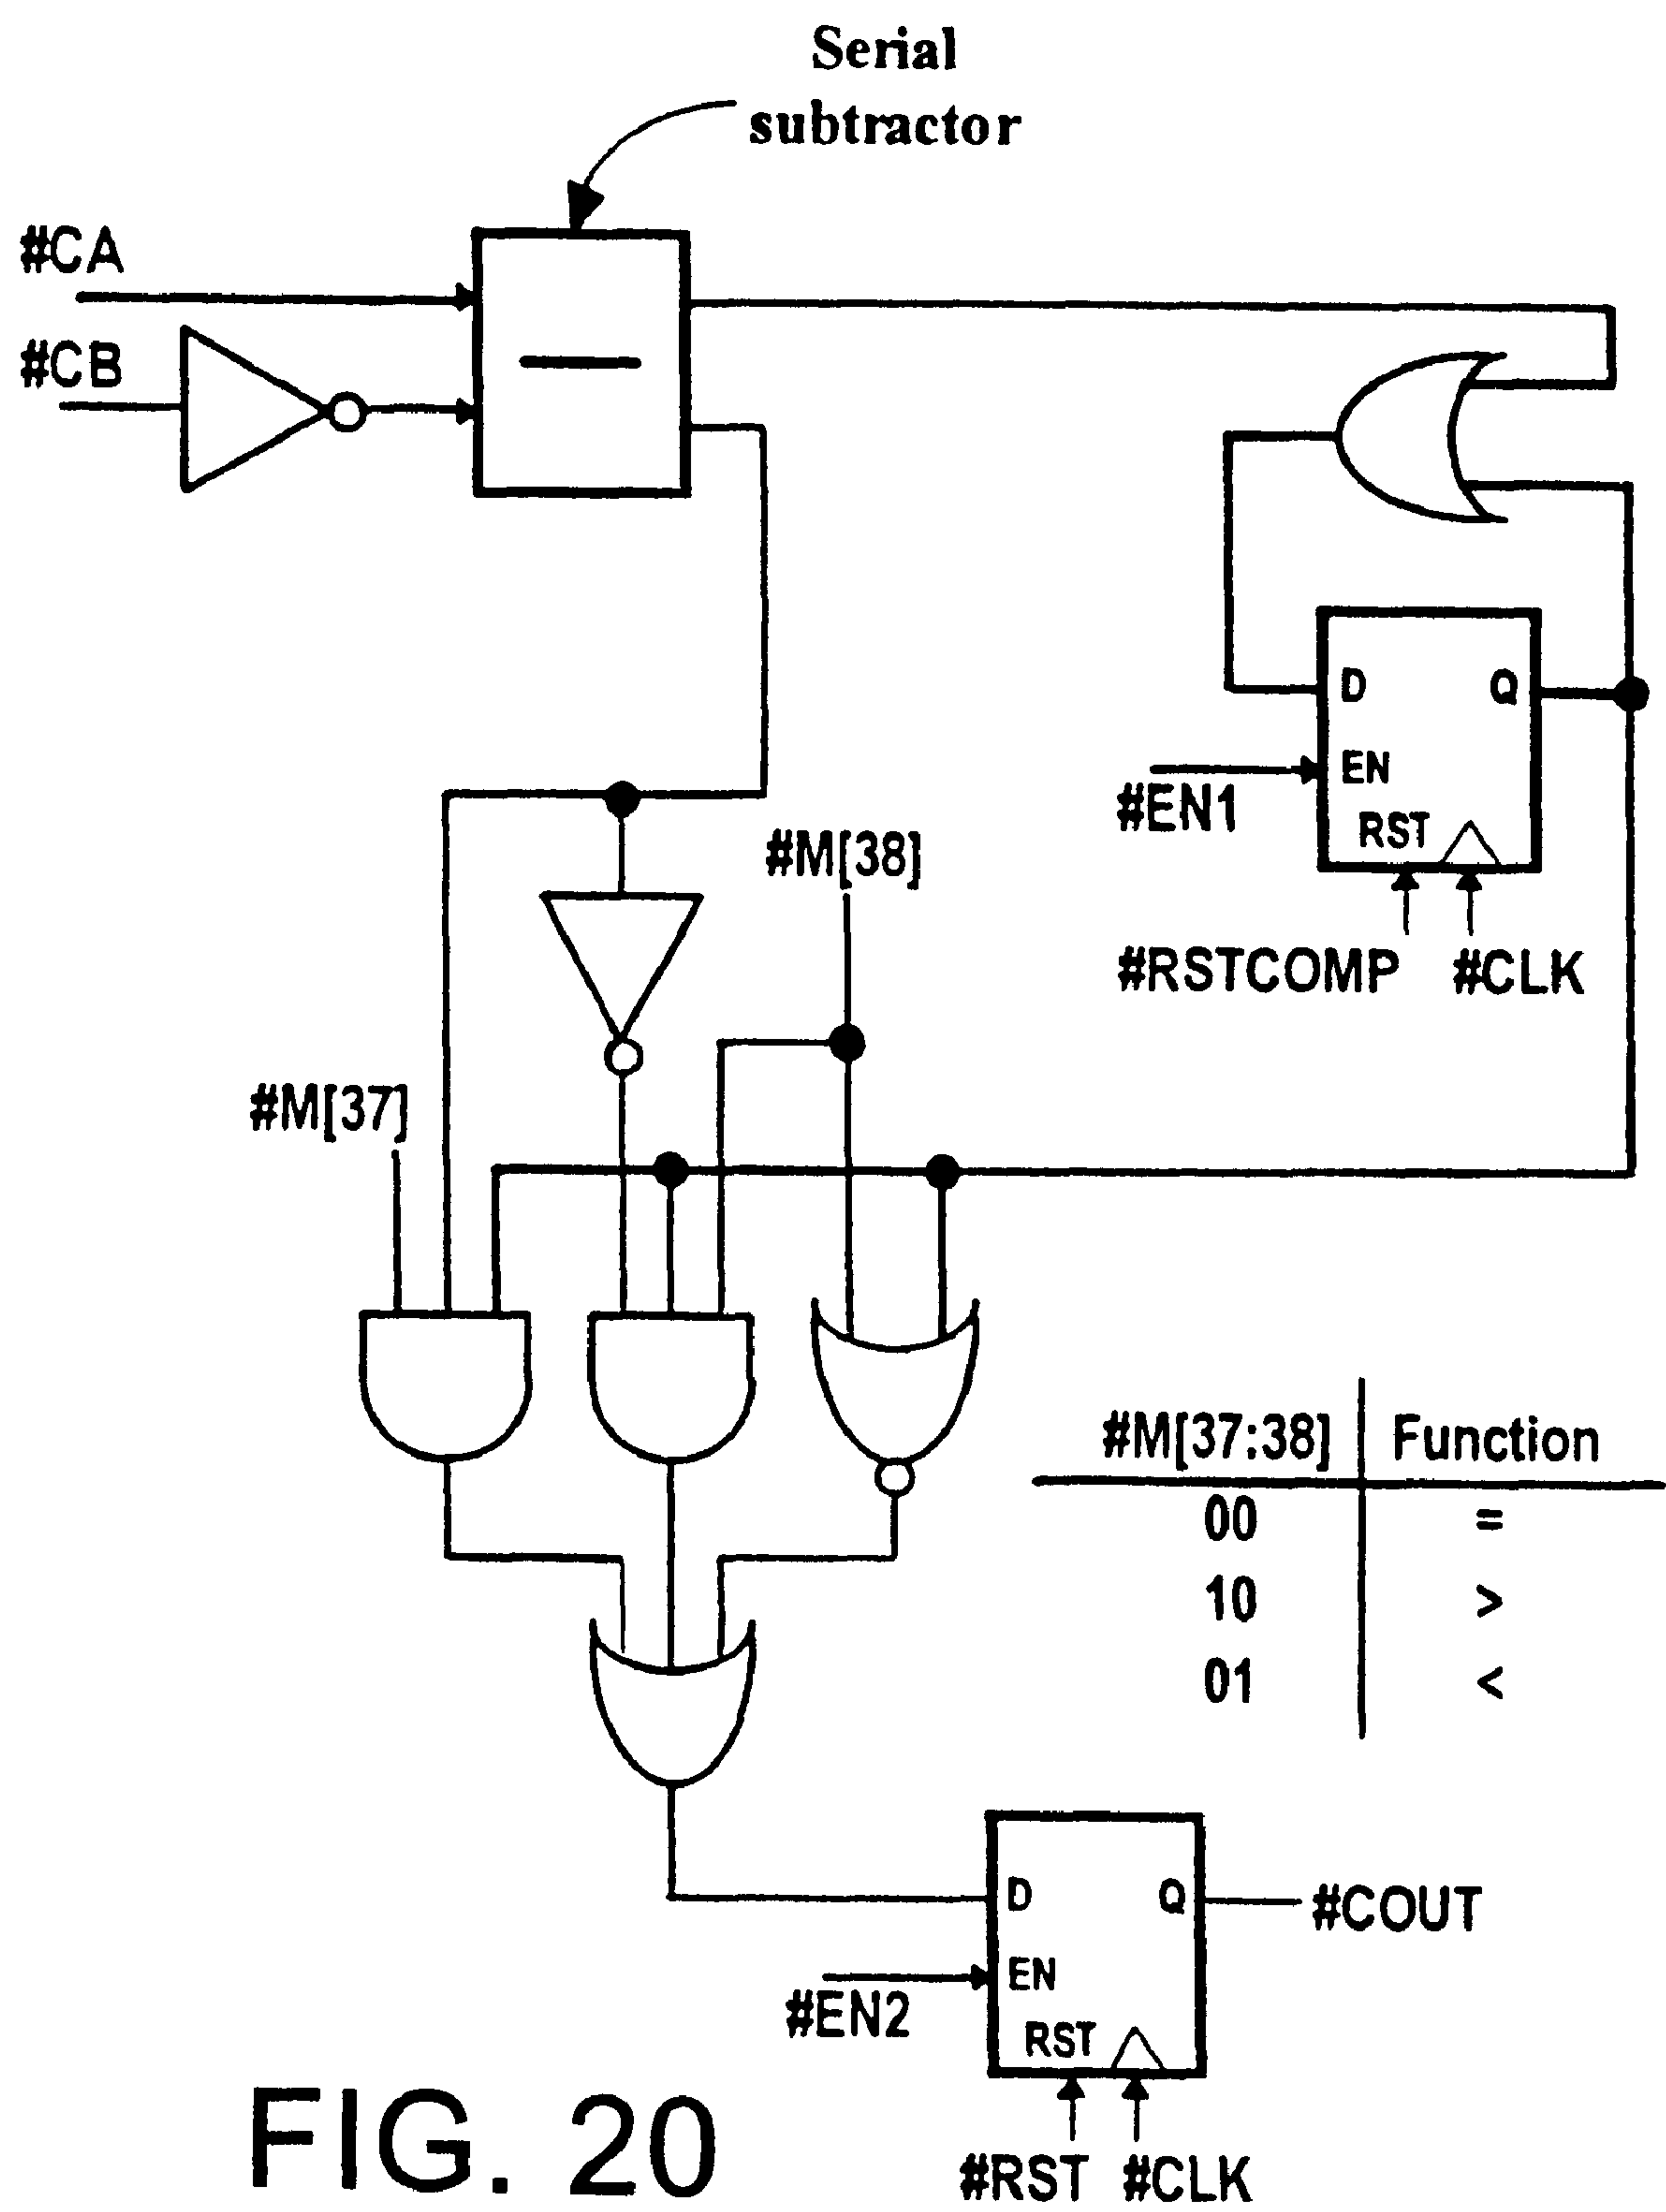 Serial
subtractor
#CA
#CB
D Q
EN
#EN1
RST
#RSTCOMP #CLK
#M[38]
#M[37]
#M[37:38] Function
00 =
10 >
01 <
D Q
#COUT
EN
#EN2
RST
#RST #CLK
FIG. 20